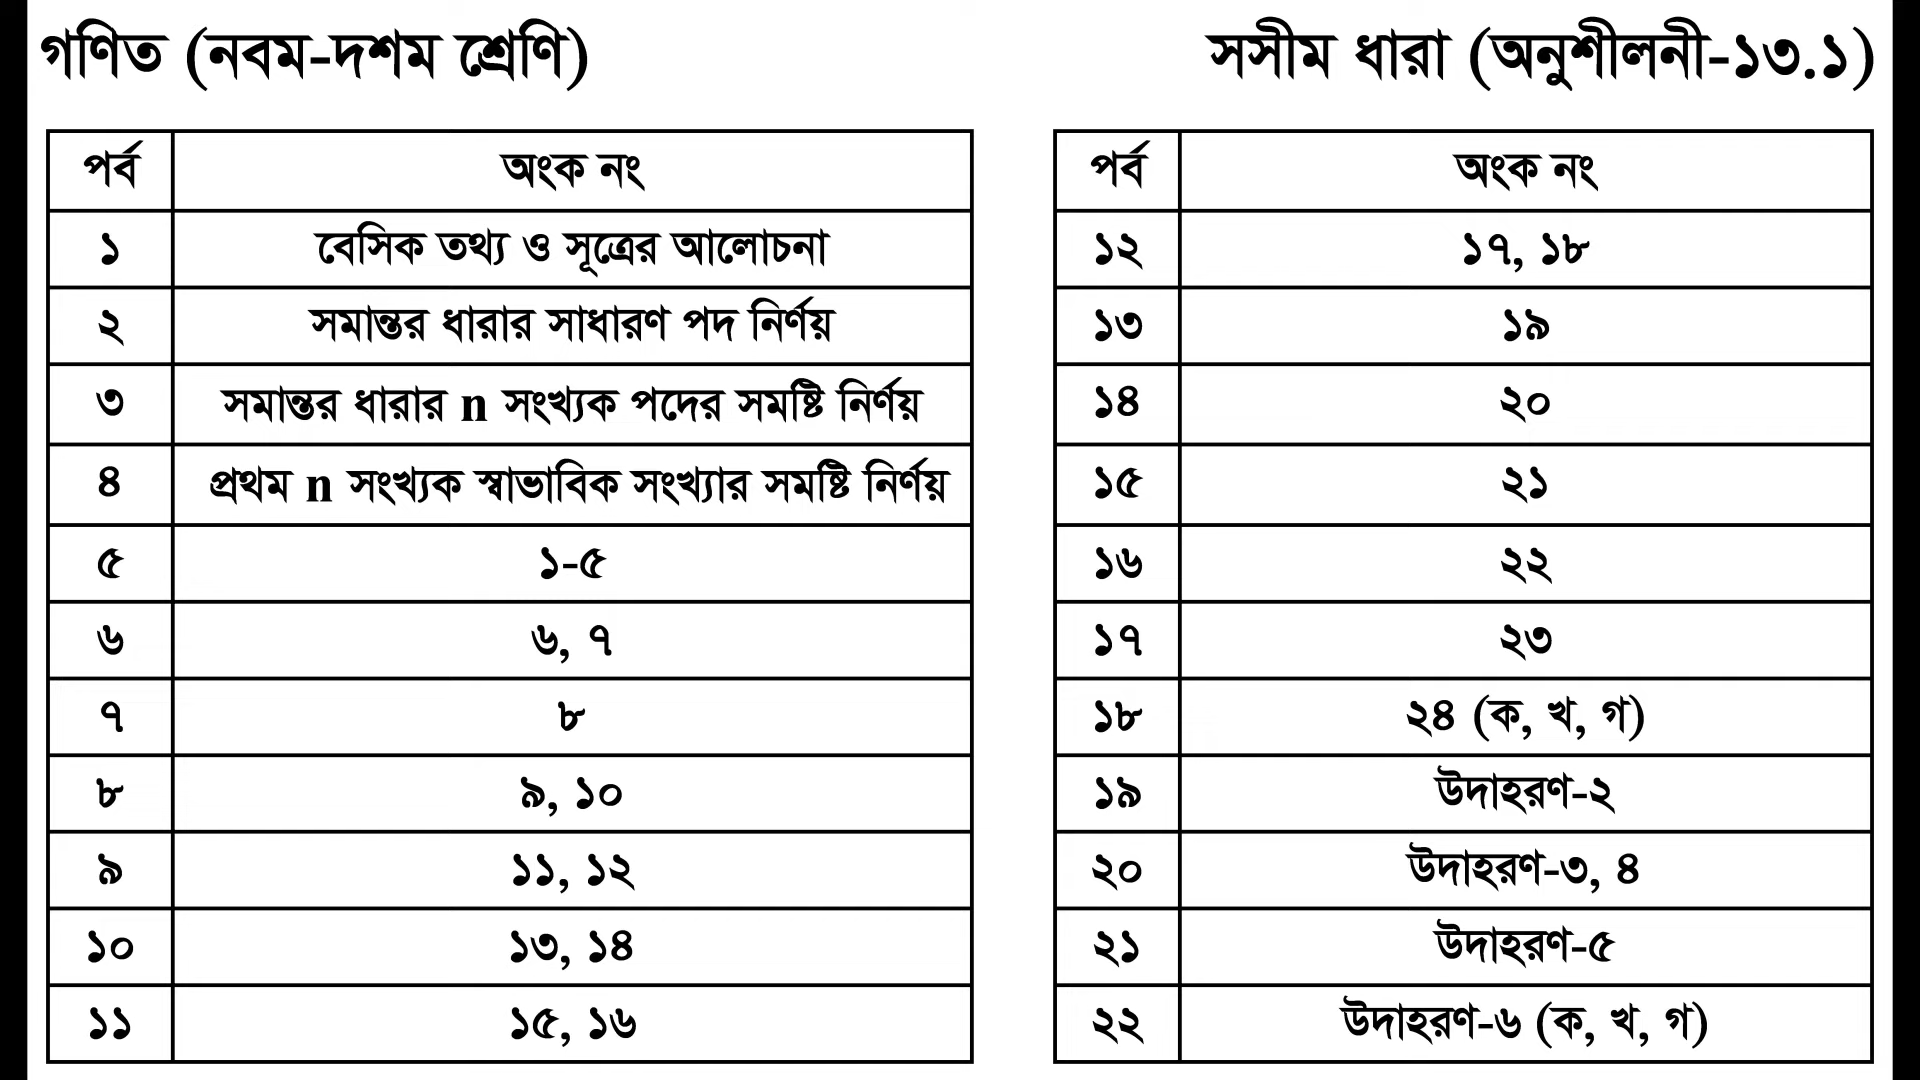 গণিত (নবম-দশম শ্রেণি)
সসীম ধারা (অনুশীলনী-১৩.১)
পর্ব অংক নং
১ বেসিক তথ্য ও সূত্রের আলোচনা
২ সমান্তর ধারার সাধারণ পদ নির্ণয়
৩ সমান্তর ধারার n সংখ্যক পদের সমষ্টি নির্ণয়
৪ প্রথম n সংখ্যক স্বাভাবিক সংখ্যার সমষ্টি নির্ণয়
৫ ১-৫
৬ ৬, ৭
৭ ৮
৮ ৯, ১০
৯ ১১, ১২
১০ ১৩, ১৪
১১ ১৫, ১৬
পর্ব অংক নং
১২ ১৭, ১৮
১৩ ১৯
১৪ ২০
১৫ ২১
১৬ ২২
১৭ ২৩
১৮ ২৪ (ক, খ, গ)
১৯ উদাহরণ-২
২০ উদাহরণ-৩, ৪
২১ উদাহরণ-৫
২২ উদাহরণ-৬ (ক, খ, গ)